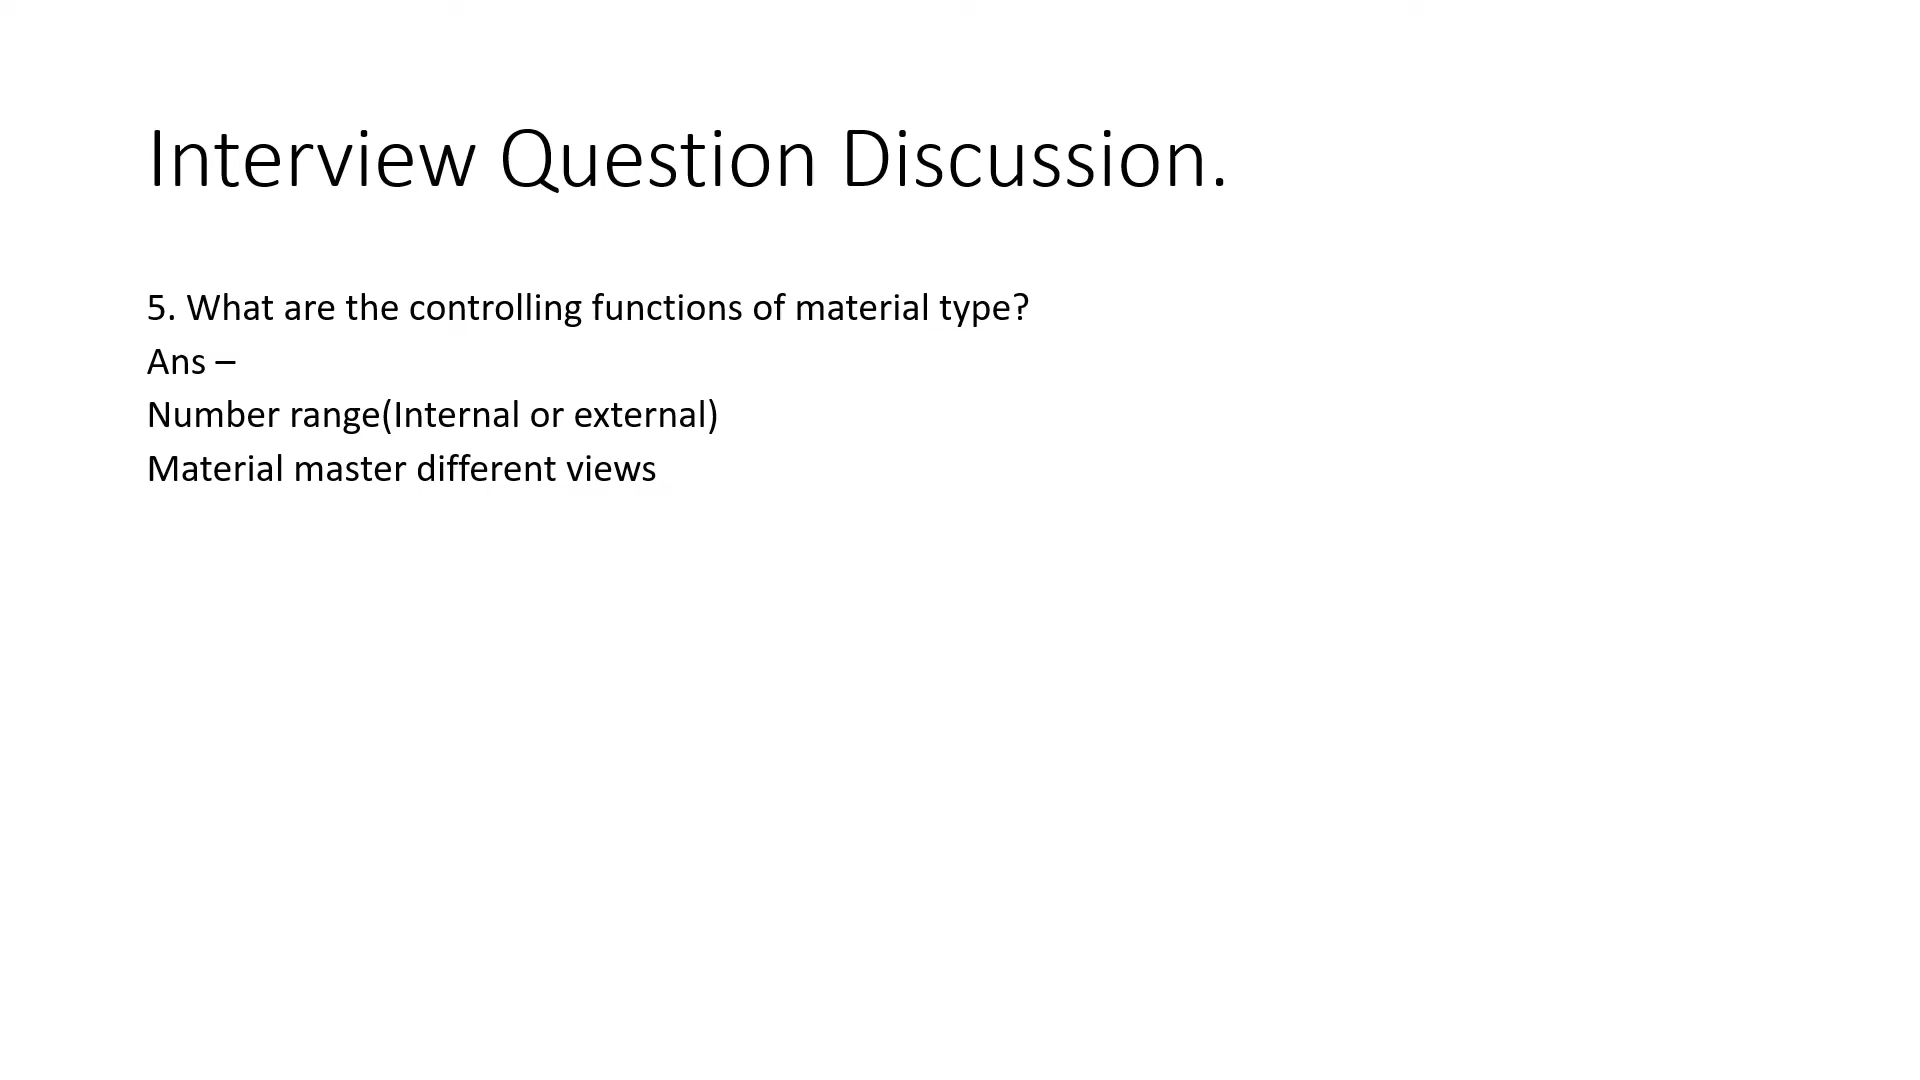 Interview Question Discussion.
5. What are the controlling functions of material type?
Ans –
Number range(Internal or external)
Material master different views